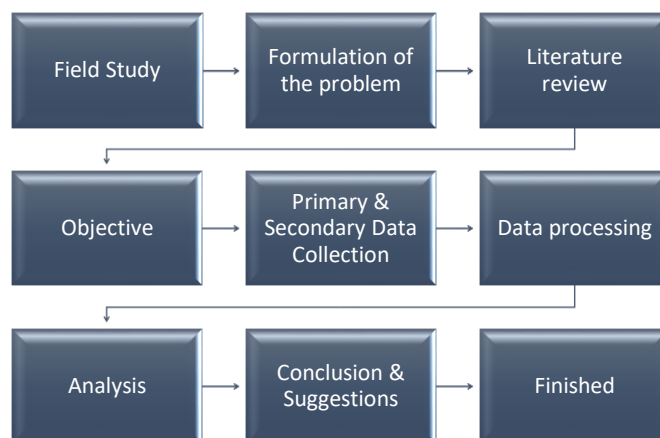 Field Study
Formulation of
the problem
Literature
review
Objective
Primary &
Secondary Data
Collection
Data processing
Analysis
Conclusion &
Suggestions
Finished